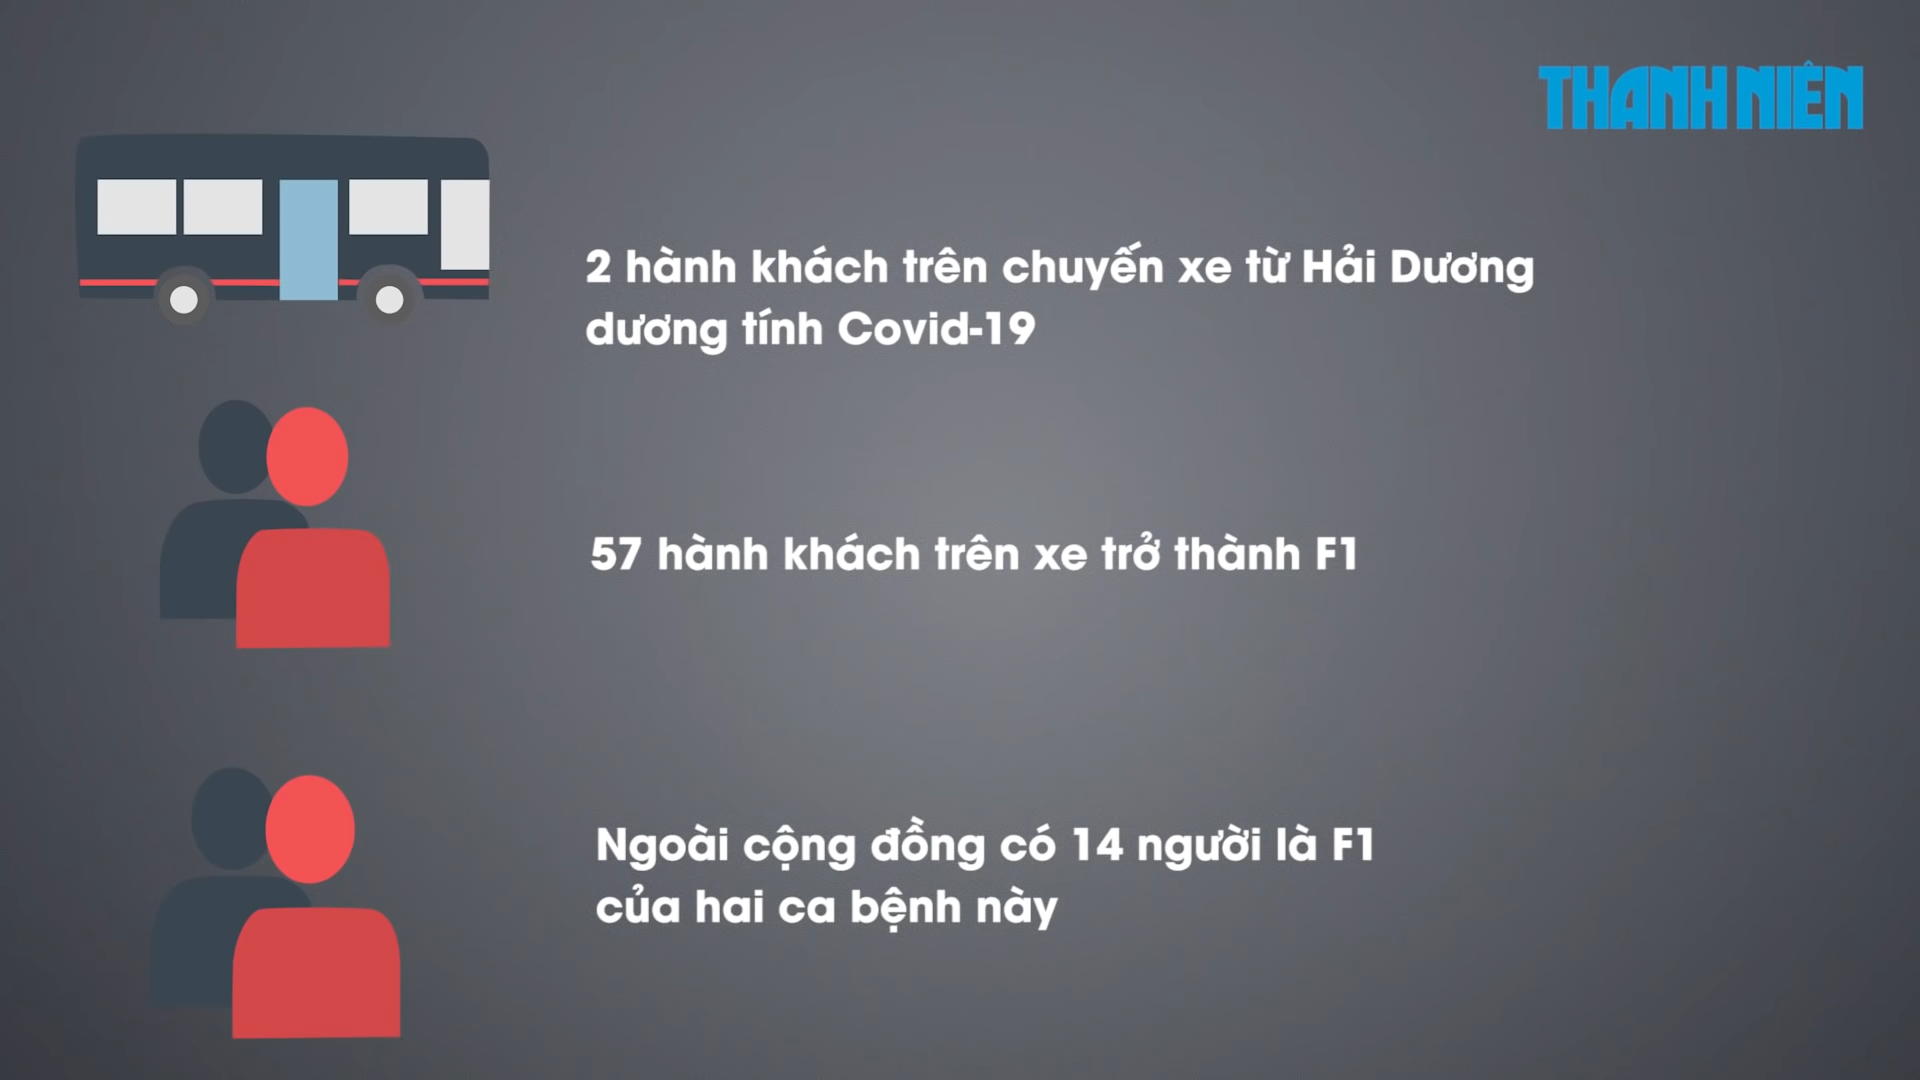 THANH NIÊN
2 hành khách trên chuyến xe từ Hải Dương
dương tính Covid-19
57 hành khách trên xe trở thành F1
Ngoài cộng đồng có 14 người là F1
của hai ca bệnh này